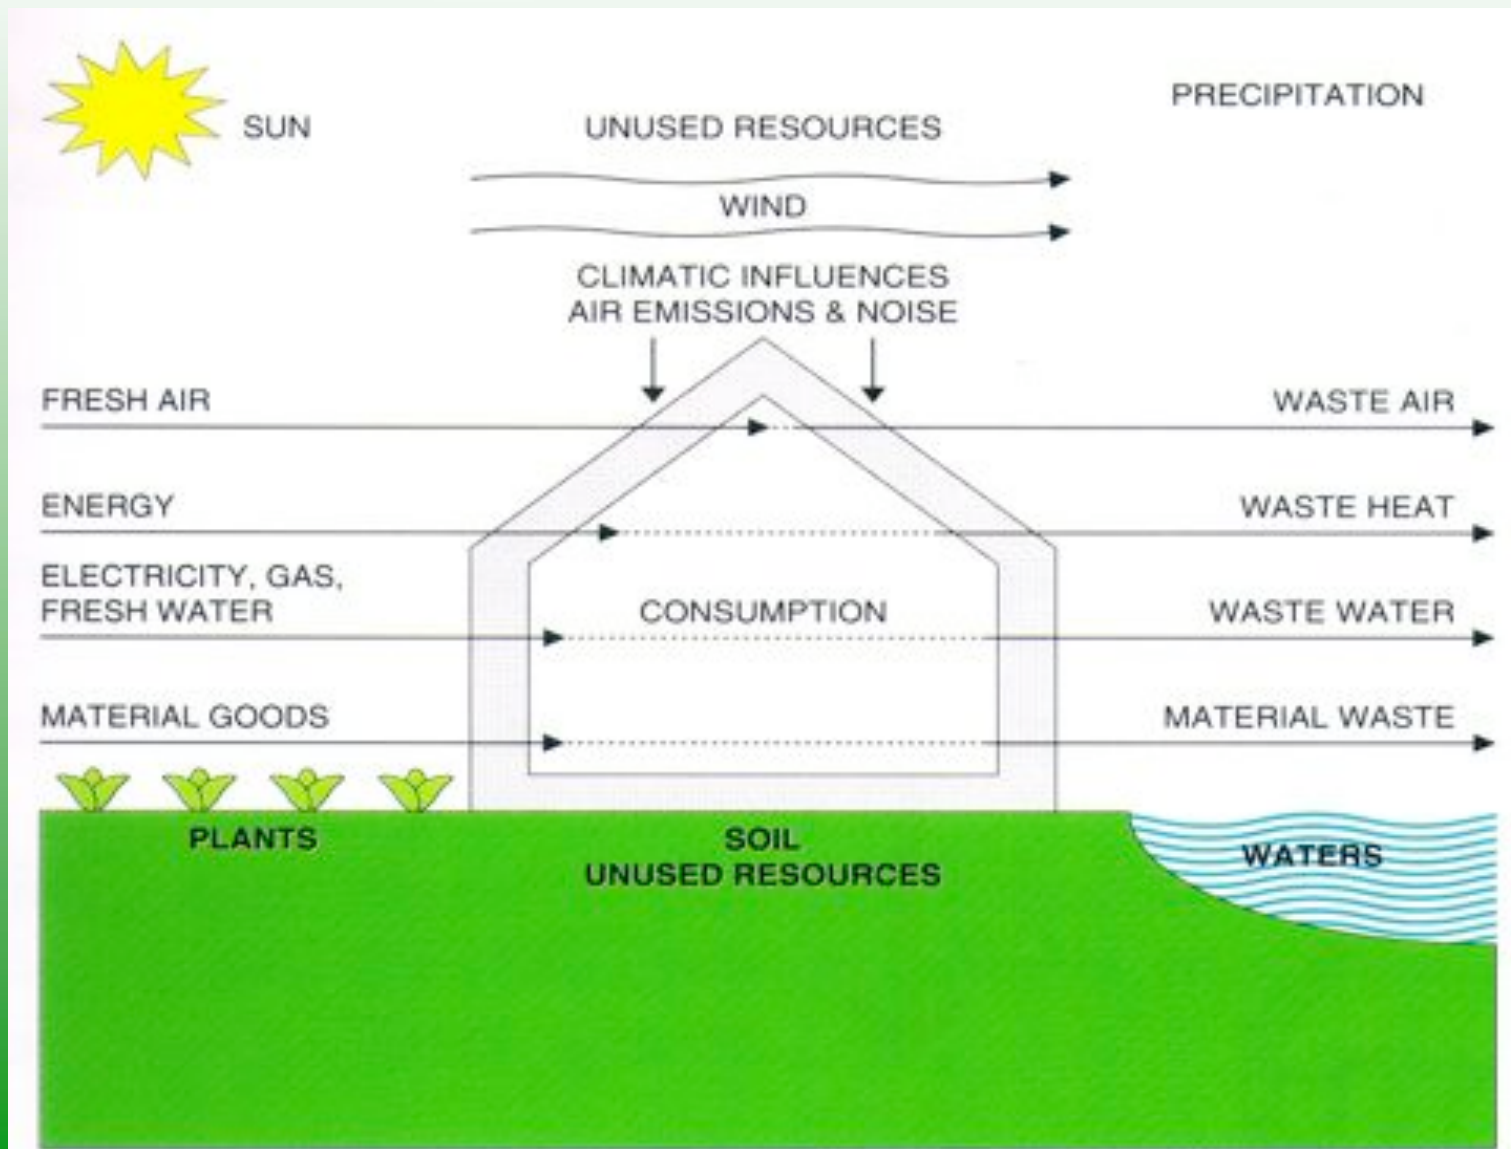 PRECIPITATION
SUN
UNUSED RESOURCES
WIND
CLIMATIC INFLUENCES
AIR EMISSIONS & NOISE
FRESH AIR
WASTE AIR
ENERGY
WASTE HEAT
ELECTRICITY, GAS,
FRESH WATER
CONSUMPTION
WASTE WATER
MATERIAL GOODS
MATERIAL WASTE
PLANTS
SOIL
UNUSED RESOURCES
WATERS